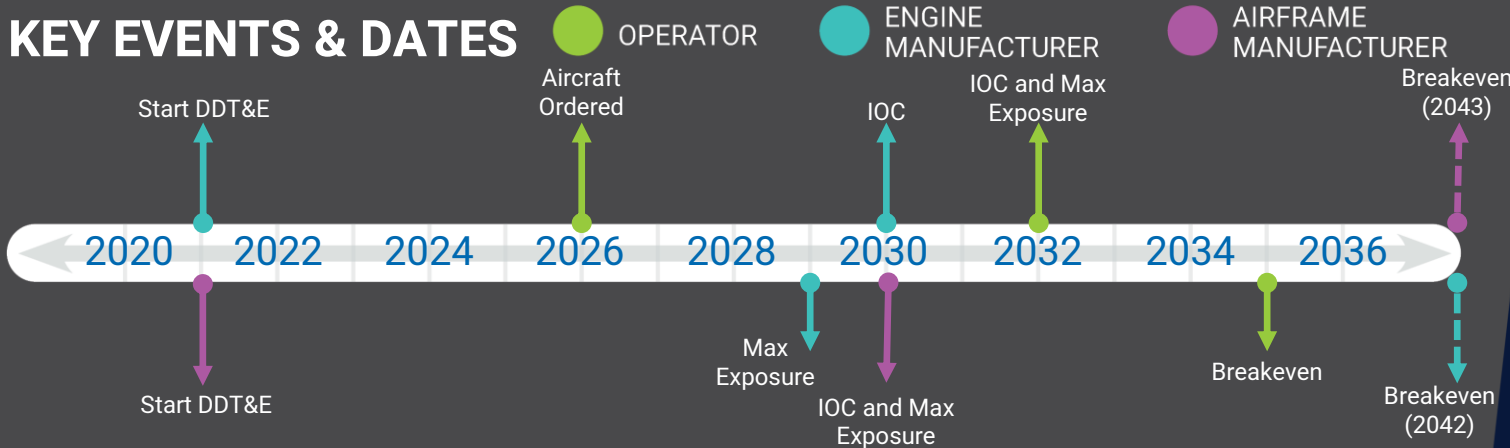 KEY EVENTS & DATES
OPERATOR
ENGINE
MANUFACTURER
AIRFRAME
MANUFACTURER
Start DDT&E
Aircraft
Ordered
IOC
IOC and Max
Exposure
Breakeven
(2043)
2020 2022 2024 2026 2028 2030 2032 2034 2036
Start DDT&E
Max
Exposure
IOC and Max
Exposure
Breakeven
Breakeven
(2042)